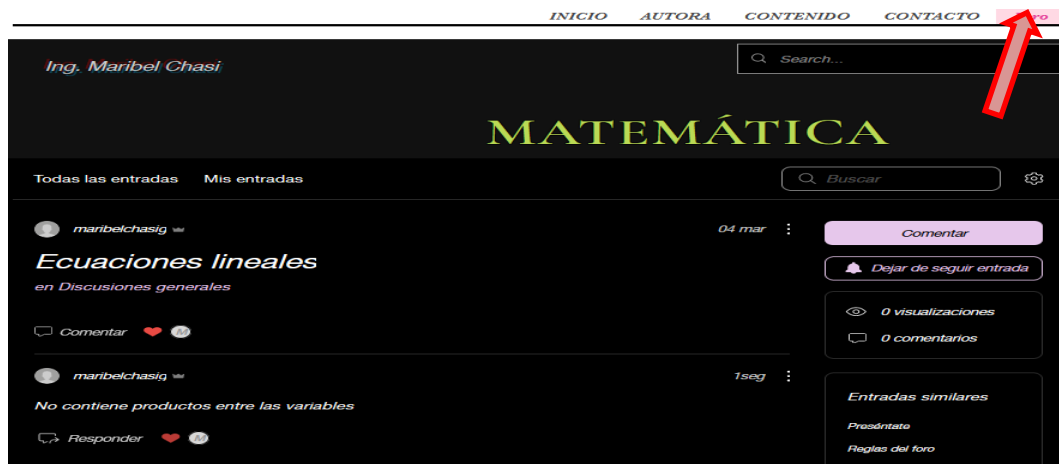 INICIO AUTORA CONTENIDO CONTACTO
Ing. Maribel Chasi
Search...
MATEMÁTICA
Todas las entradas Mis entradas
Buscar
maribelchasig
04 mar
Ecuaciones lineales
en Discusiones generales
Comentar
M
Comentar
Dejar de seguir entrada
0 visualizaciones
0 comentarios
maribelchasig
1seg
No contiene productos entre las variables
Responder
M
Entradas similares
Preséntate
Reglas del foro